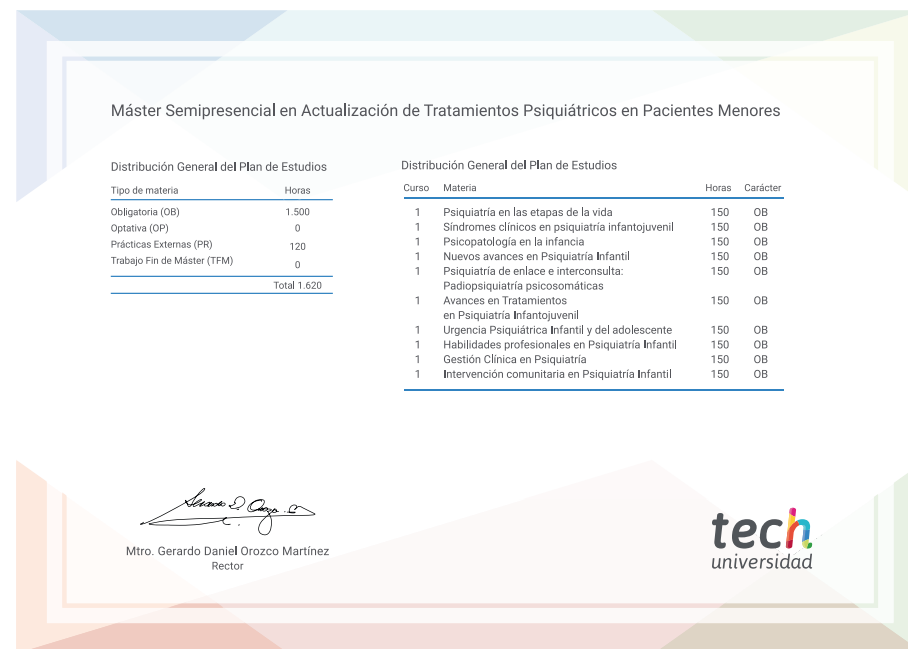 Máster Semipresencial en Actualización de Tratamientos Psiquiátricos en Pacientes Menores
Distribución General del Plan de Estudios
Tipo de materia Horas
Obligatoria (OB) 1.500
Optativa (OP) 0
Prácticas Externas (PR) 120
Trabajo Fin de Máster (TFM) 0
Total 1.620
Distribución General del Plan de Estudios
Curso Materia Horas Carácter
1 Psiquiatría en las etapas de la vida 150 OB
1 Síndromes clínicos en psiquiatría infantojuvenil 150 OB
1 Psicopatología en la infancia 150 OB
1 Nuevos avances en Psiquiatría Infantil 150 OB
1 Psiquiatría de enlace e interconsulta: 150 OB
Padiopsiquiatría psicosomáticas
1 Avances en Tratamientos 150 OB
en Psiquiatría Infantojuvenil
1 Urgencia Psiquiátrica Infantil y del adolescente 150 OB
1 Habilidades profesionales en Psiquiatría Infantil 150 OB
1 Gestión Clínica en Psiquiatría 150 OB
1 Intervención comunitaria en Psiquiatría Infantil 150 OB
Mtro. Gerardo Daniel Orozco Martínez
Rector
tech
universidad